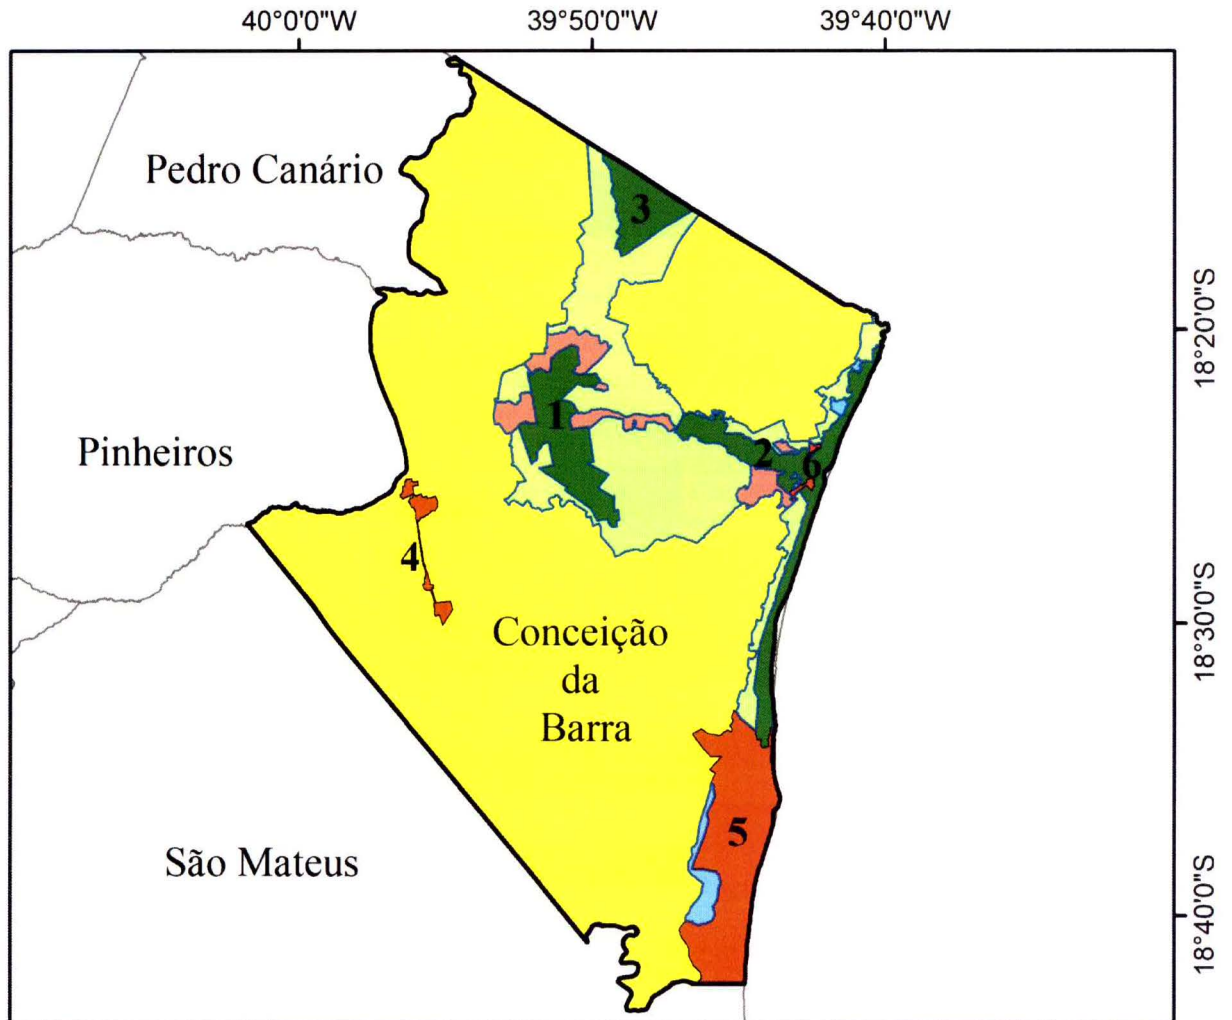 40°0'0"W 39°50'0"W 39°40'0"W
Pedro Canário
3
18°20'0"S
1
Pinheiros
2
6
4
18°30'0"S
Conceição
da
Barra
5
São Mateus
18°40'0"S